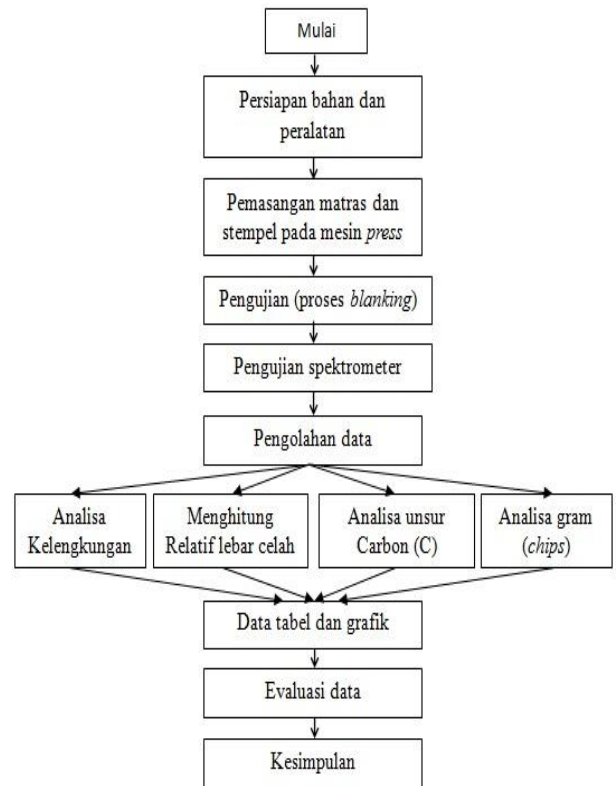 Mulai
Persiapan bahan dan
peralatan
Pemasangan matras dan
stempel pada mesin press
Pengujian (proses blanking)
Pengujian spektrometer
Pengolahan data
Analisa
Kelengkungan
Menghitung
Relatif lebar celah
Analisa unsur
Carbon (C)
Analisa gram
(chips)
Data tabel dan grafik
Evaluasi data
Kesimpulan